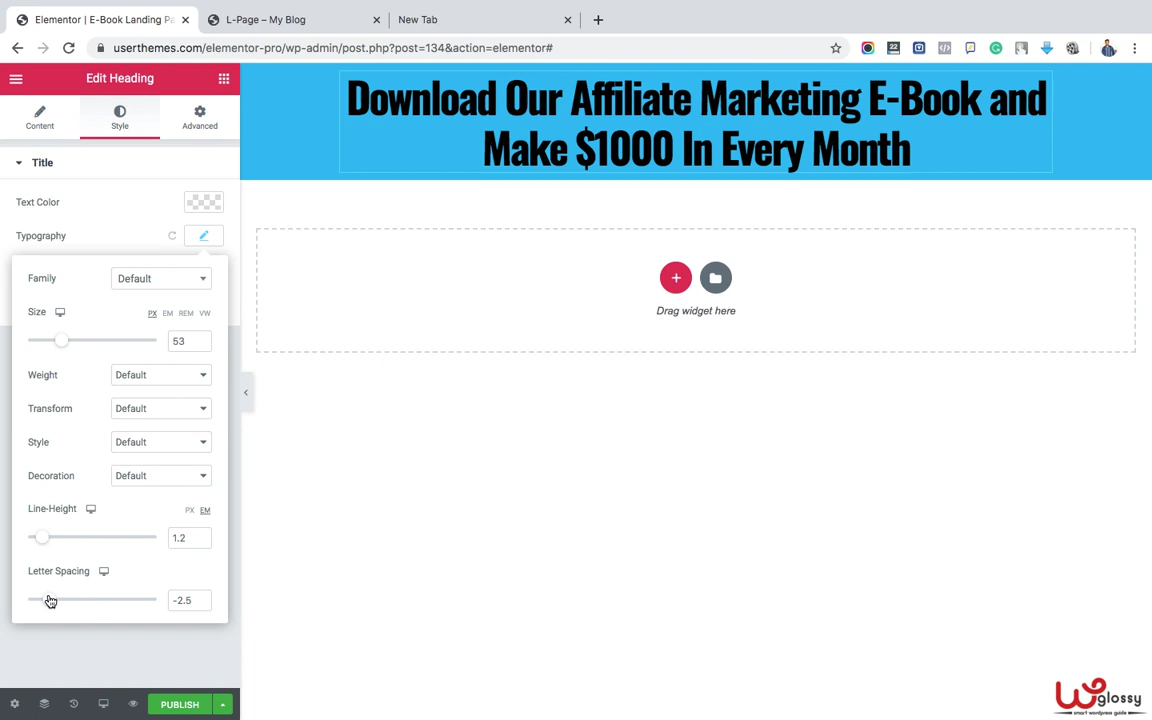 Elementor | E-Book Landing Pa
L-Page – My Blog
New Tab
userthemes.com/elementor-pro/wp-admin/post.php?post=134&action=elementor#
22
Edit Heading
Content
Style
Advanced
Title
Text Color
Typography
Family
Default
Size
PX EM REM VW
53
Weight
Default
Transform
Default
Style
Default
Decoration
Default
Line-Height
PX EM
1.2
Letter Spacing
-2.5
PUBLISH
Download Our Affiliate Marketing E-Book and
Make $1000 In Every Month
Drag widget here
glossy
smart wordpress guide